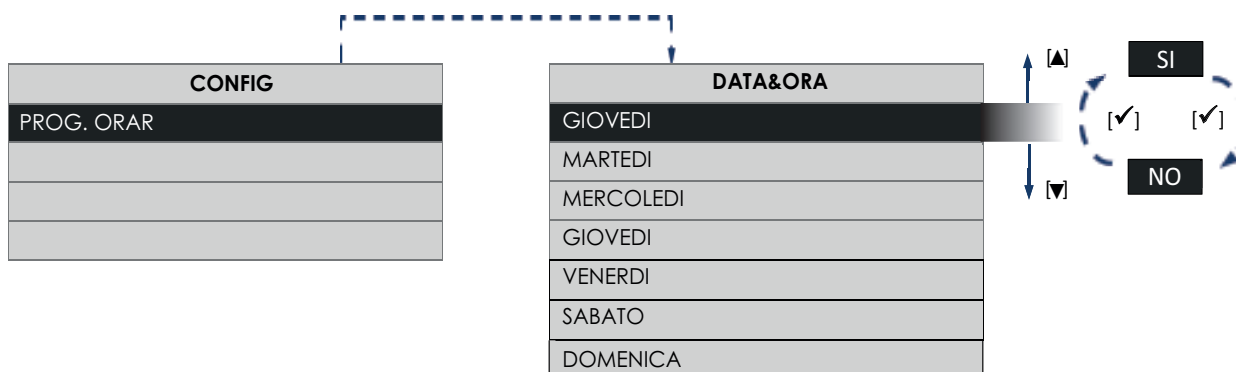 CONFIG
PROG. ORAR
DATA&ORA
GIOVEDI
MARTEDI
MERCOLEDI
GIOVEDI
VENERDI
SABATO
DOMENICA
[▲]
[▼]
SI
[✓] [✓]
NO